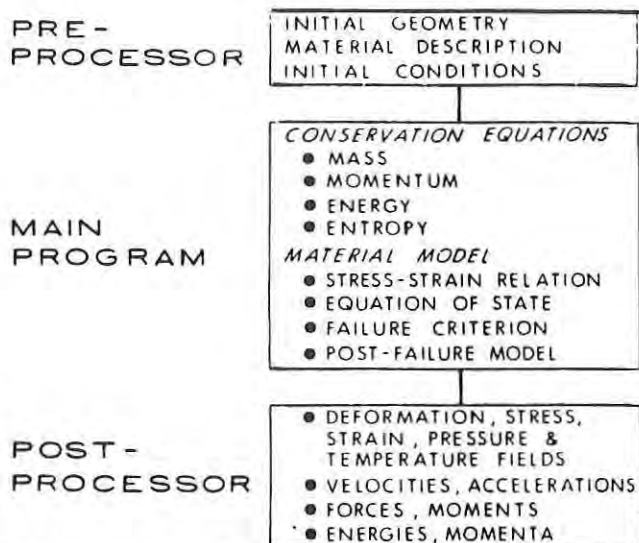 PRE-
PROCESSOR
INITIAL GEOMETRY
MATERIAL DESCRIPTION
INITIAL CONDITIONS
MAIN
PROGRAM
CONSERVATION EQUATIONS
● MASS
● MOMENTUM
● ENERGY
● ENTROPY
MATERIAL MODEL
● STRESS-STRAIN RELATION
● EQUATION OF STATE
● FAILURE CRITERION
● POST-FAILURE MODEL
POST-
PROCESSOR
● DEFORMATION, STRESS,
STRAIN, PRESSURE &
TEMPERATURE FIELDS
● VELOCITIES, ACCELERATIONS
● FORCES, MOMENTS
● ENERGIES, MOMENTA